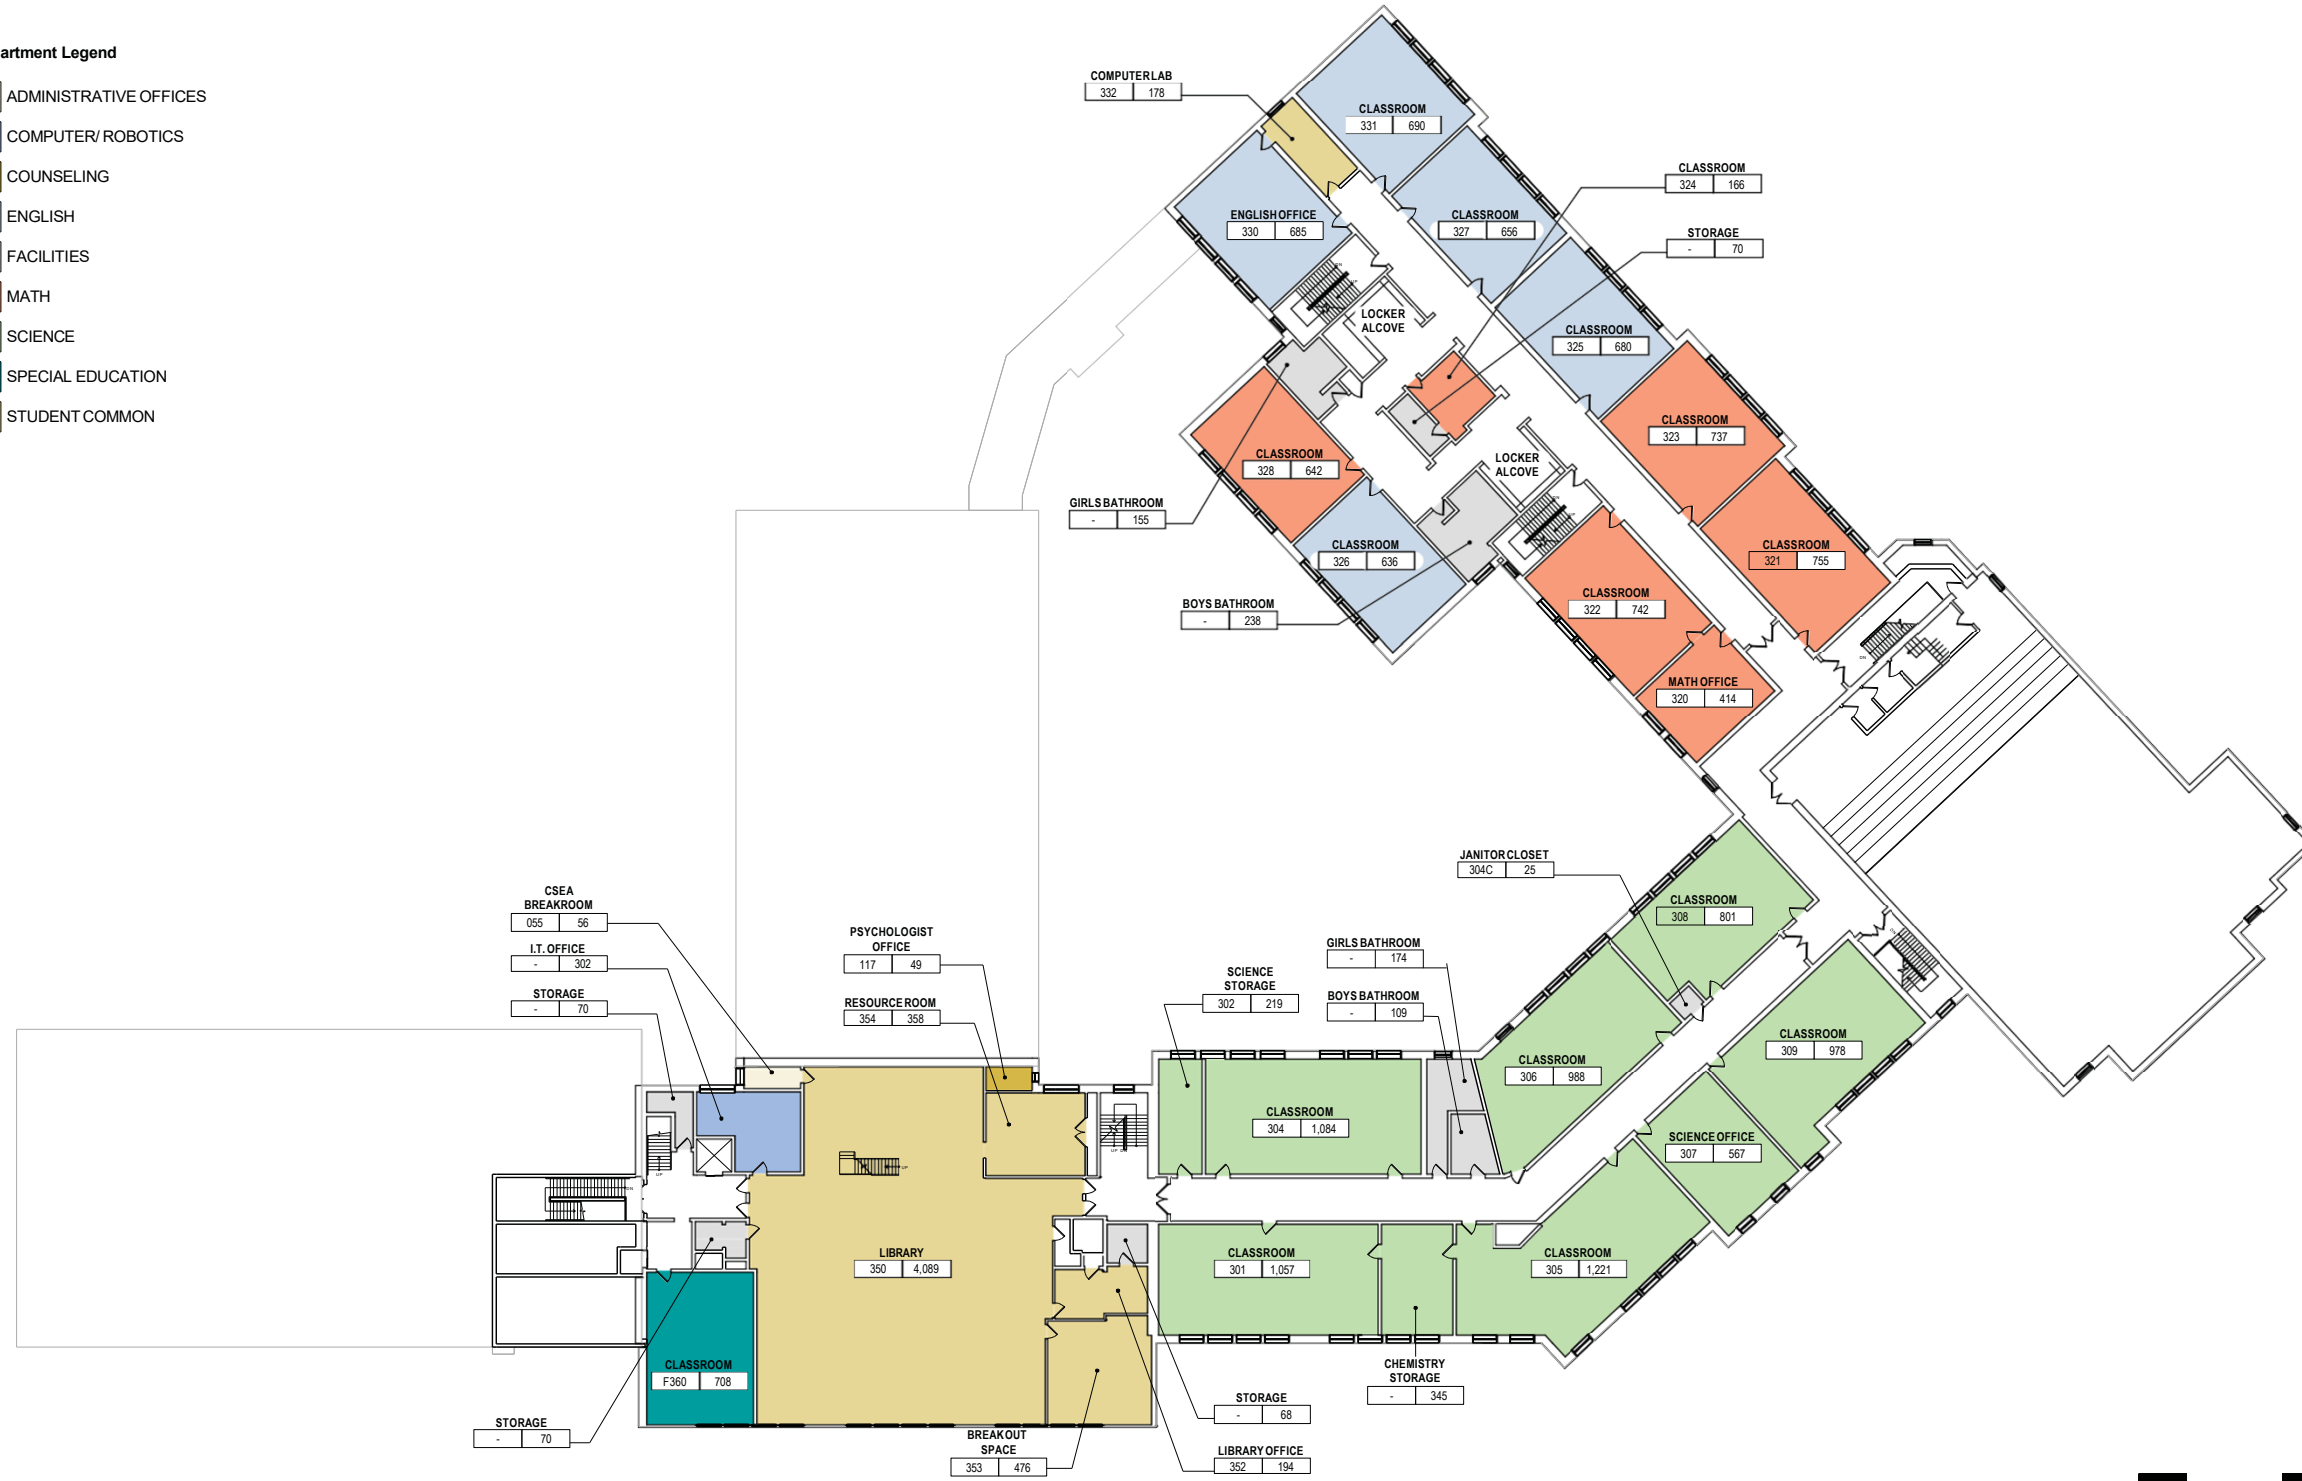 artment Legend
ADMINISTRATIVE OFFICES
COMPUTER/ ROBOTICS
COUNSELING
ENGLISH
FACILITIES
MATH
SCIENCE
SPECIAL EDUCATION
STUDENT COMMON
COMPUTER LAB
332 178
CLASSROOM
331 690
CLASSROOM
324 166
ENGLISH OFFICE
330 685
CLASSROOM
327 656
STORAGE
- 70
LOCKER
ALCOVE
CLASSROOM
325 680
CLASSROOM
323 737
CLASSROOM
328 642
LOCKER
ALCOVE
GIRLS BATHROOM
- 155
CLASSROOM
326 636
CLASSROOM
321 755
BOYS BATHROOM
- 238
CLASSROOM
322 742
MATH OFFICE
320 414
JANITOR CLOSET
304C 25
CLASSROOM
308 801
CSEA
BREAKROOM
055 56
I.T. OFFICE
- 302
STORAGE
- 70
PSYCHOLOGIST
OFFICE
117 49
RESOURCE ROOM
354 358
SCIENCE
STORAGE
302 219
GIRLS BATHROOM
- 174
BOYS BATHROOM
- 109
CLASSROOM
309 978
CLASSROOM
306 988
CLASSROOM
304 1,084
SCIENCE OFFICE
307 567
UP
UP DN
UP
DN
LIBRARY
350 4,089
CLASSROOM
301 1,057
CLASSROOM
305 1,221
CLASSROOM
F360 708
CHEMISTRY
STORAGE
- 345
STORAGE
- 68
STORAGE
- 70
BREAKOUT
SPACE
353 476
LIBRARY OFFICE
352 194